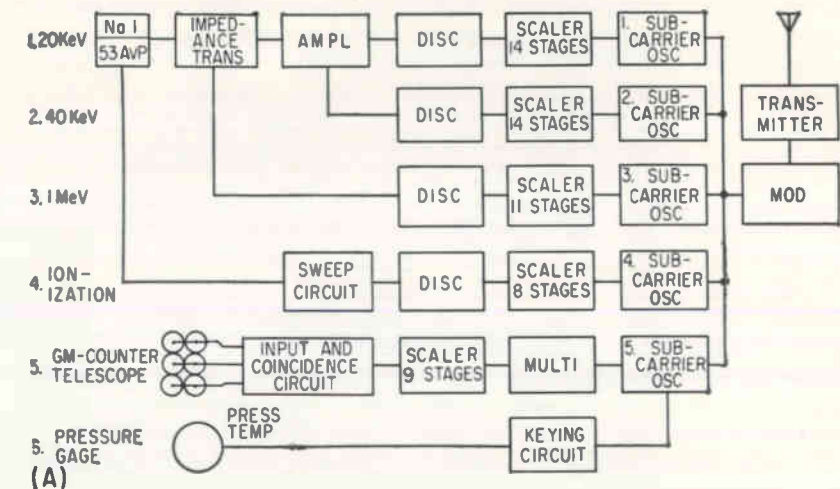 1. 20 KeV
Na I
53 AVP
IMPED-
ANCE
TRANS
AMPL
DISC
SCALER
14 STAGES
1. SUB-
CARRIER
OSC
2. 40 KeV
DISC
SCALER
14 STAGES
2. SUB-
CARRIER
OSC
TRANS-
MITTER
3. 1 MeV
DISC
SCALER
11 STAGES
3. SUB-
CARRIER
OSC
MOD
4. ION-
IZATION
SWEEP
CIRCUIT
DISC
SCALER
8 STAGES
4. SUB-
CARRIER
OSC
5. GM-COUNTER
TELESCOPE
INPUT AND
COINCIDENCE
CIRCUIT
SCALER
9 STAGES
MULTI
5. SUB-
CARRIER
OSC
5. PRESSURE
GAGE
PRESS
TEMP
KEYING
CIRCUIT
(A)